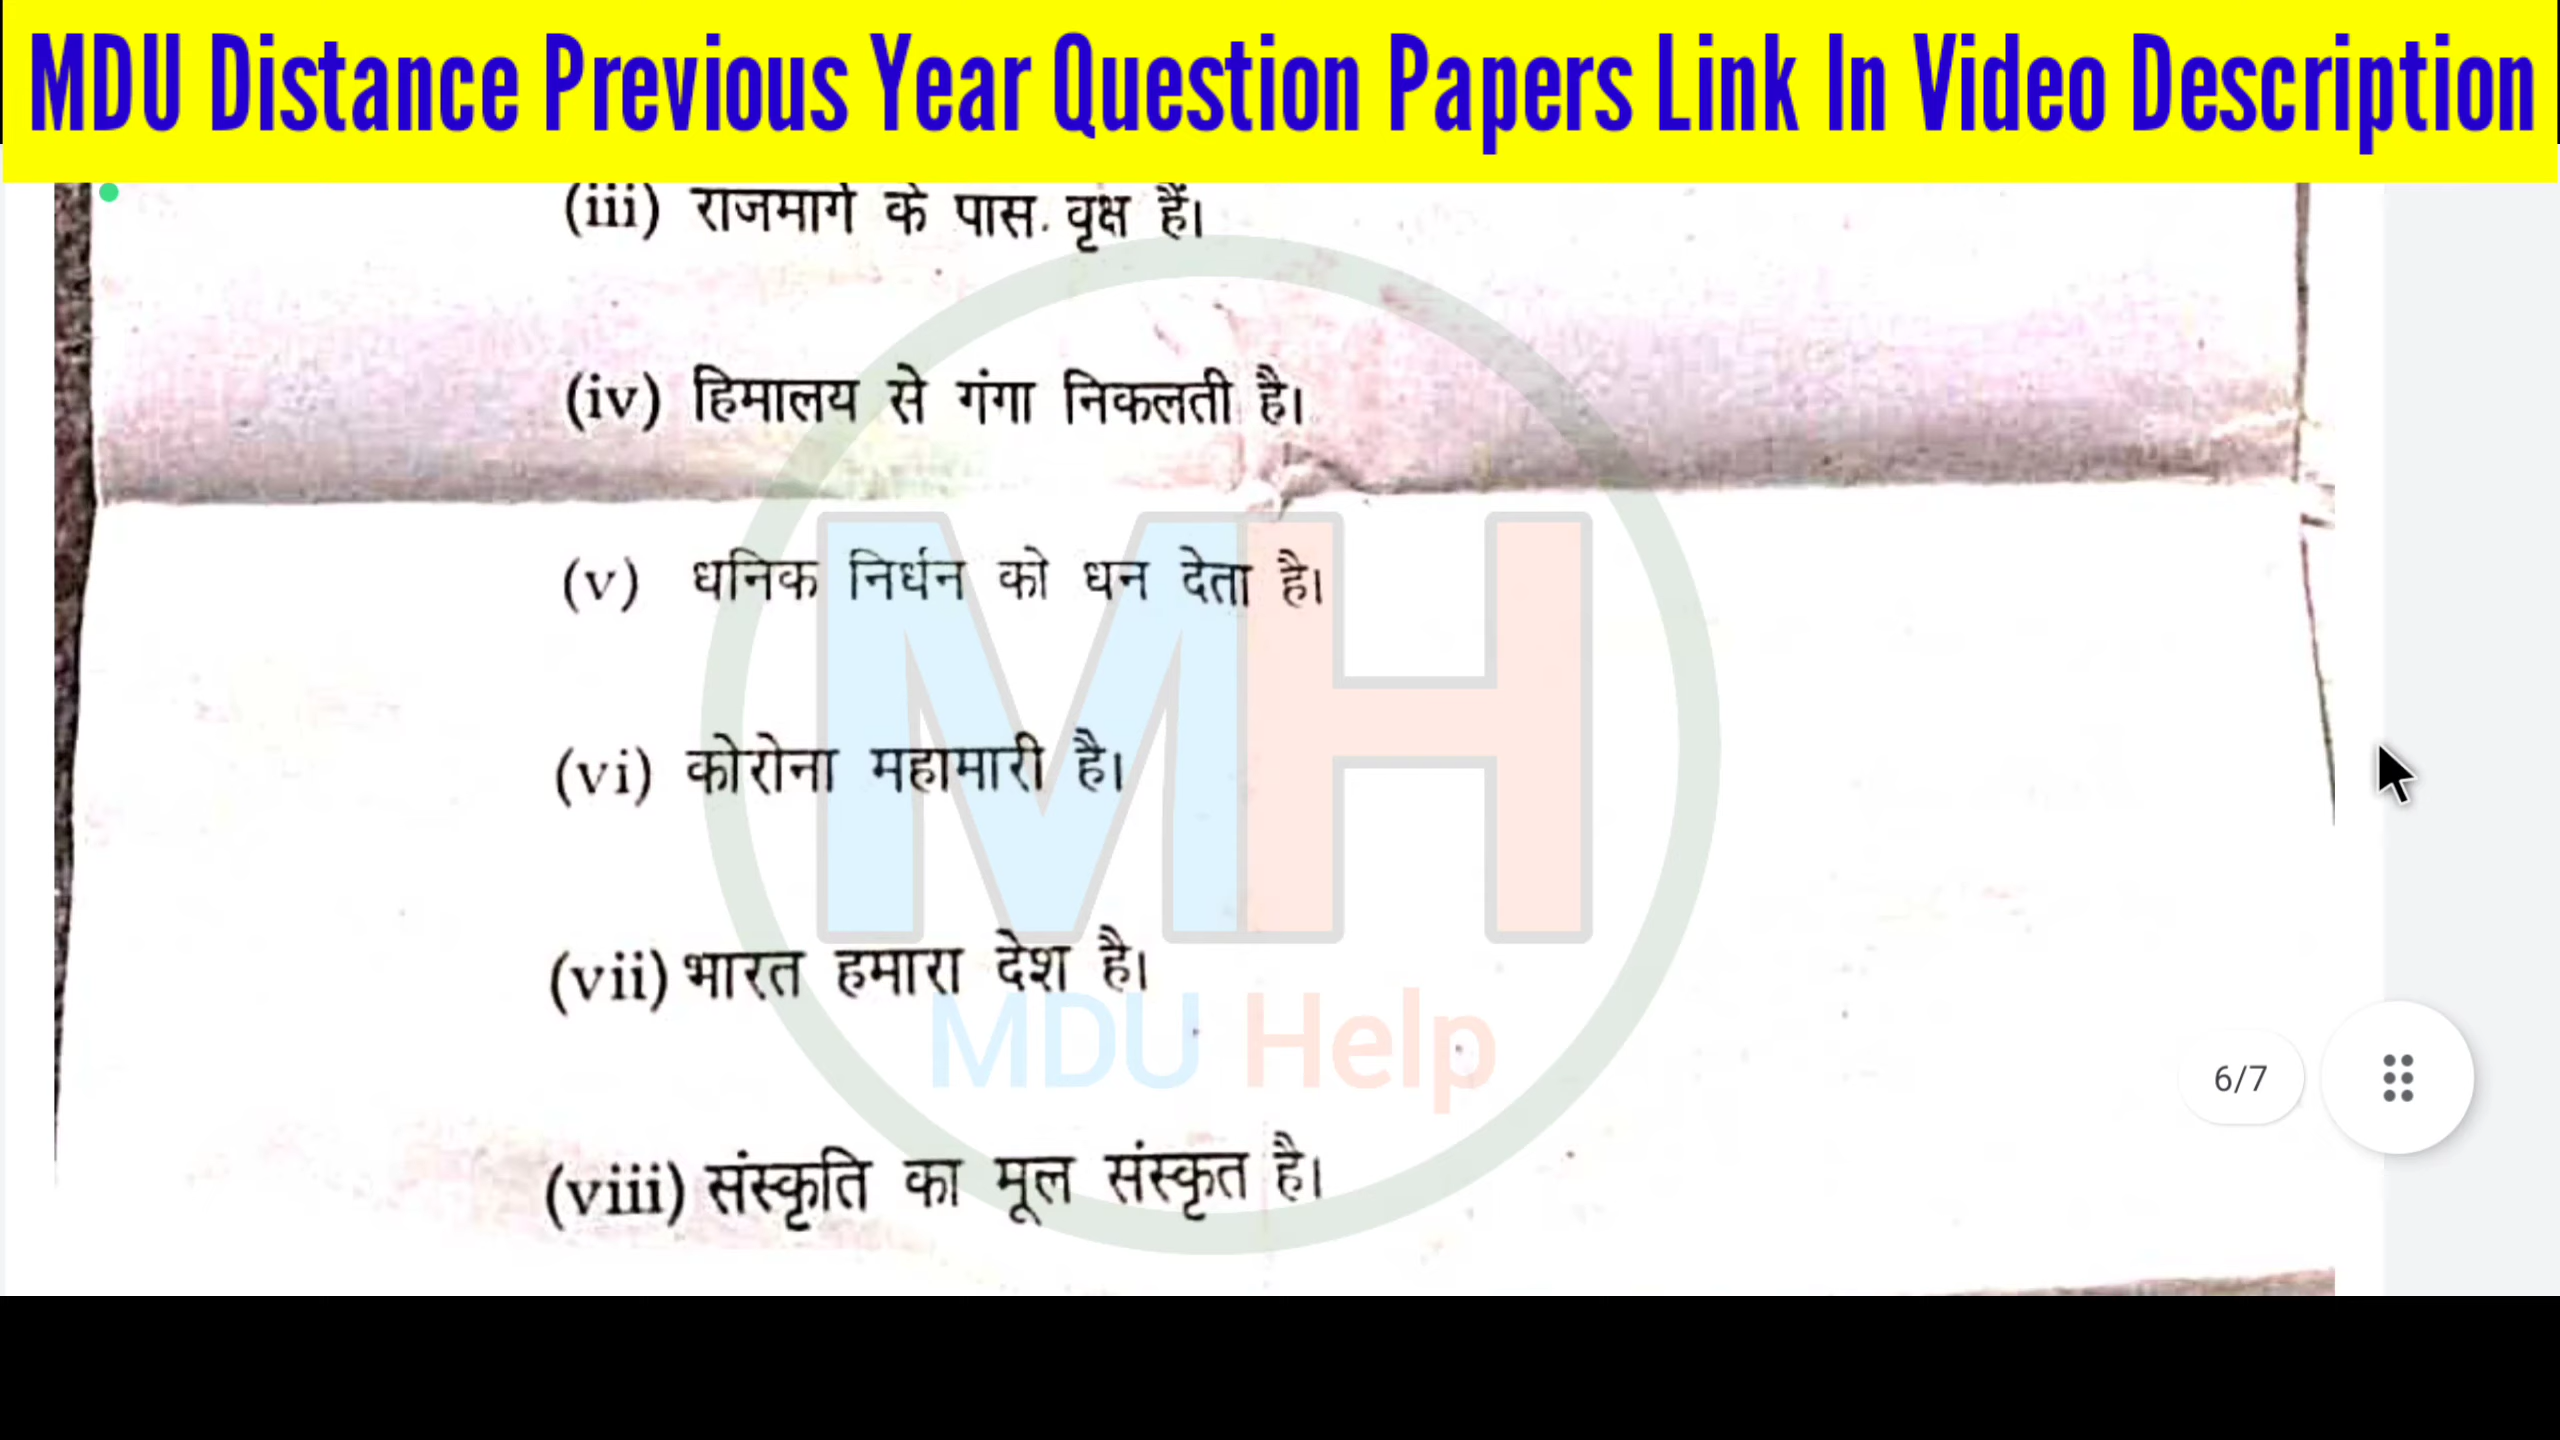 MDU Distance Previous Year Question Papers Link In Video Description
(iii) राजमार्ग के पास वृक्ष हैं।
(iv) हिमालय से गंगा निकलती है।
(v) धनिक निर्धन को धन देता है।
(vi) कोरोना महामारी है।
(vii) भारत हमारा देश है।
(viii) संस्कृति का मूल संस्कृत है।
MH
MDU Help
6/7